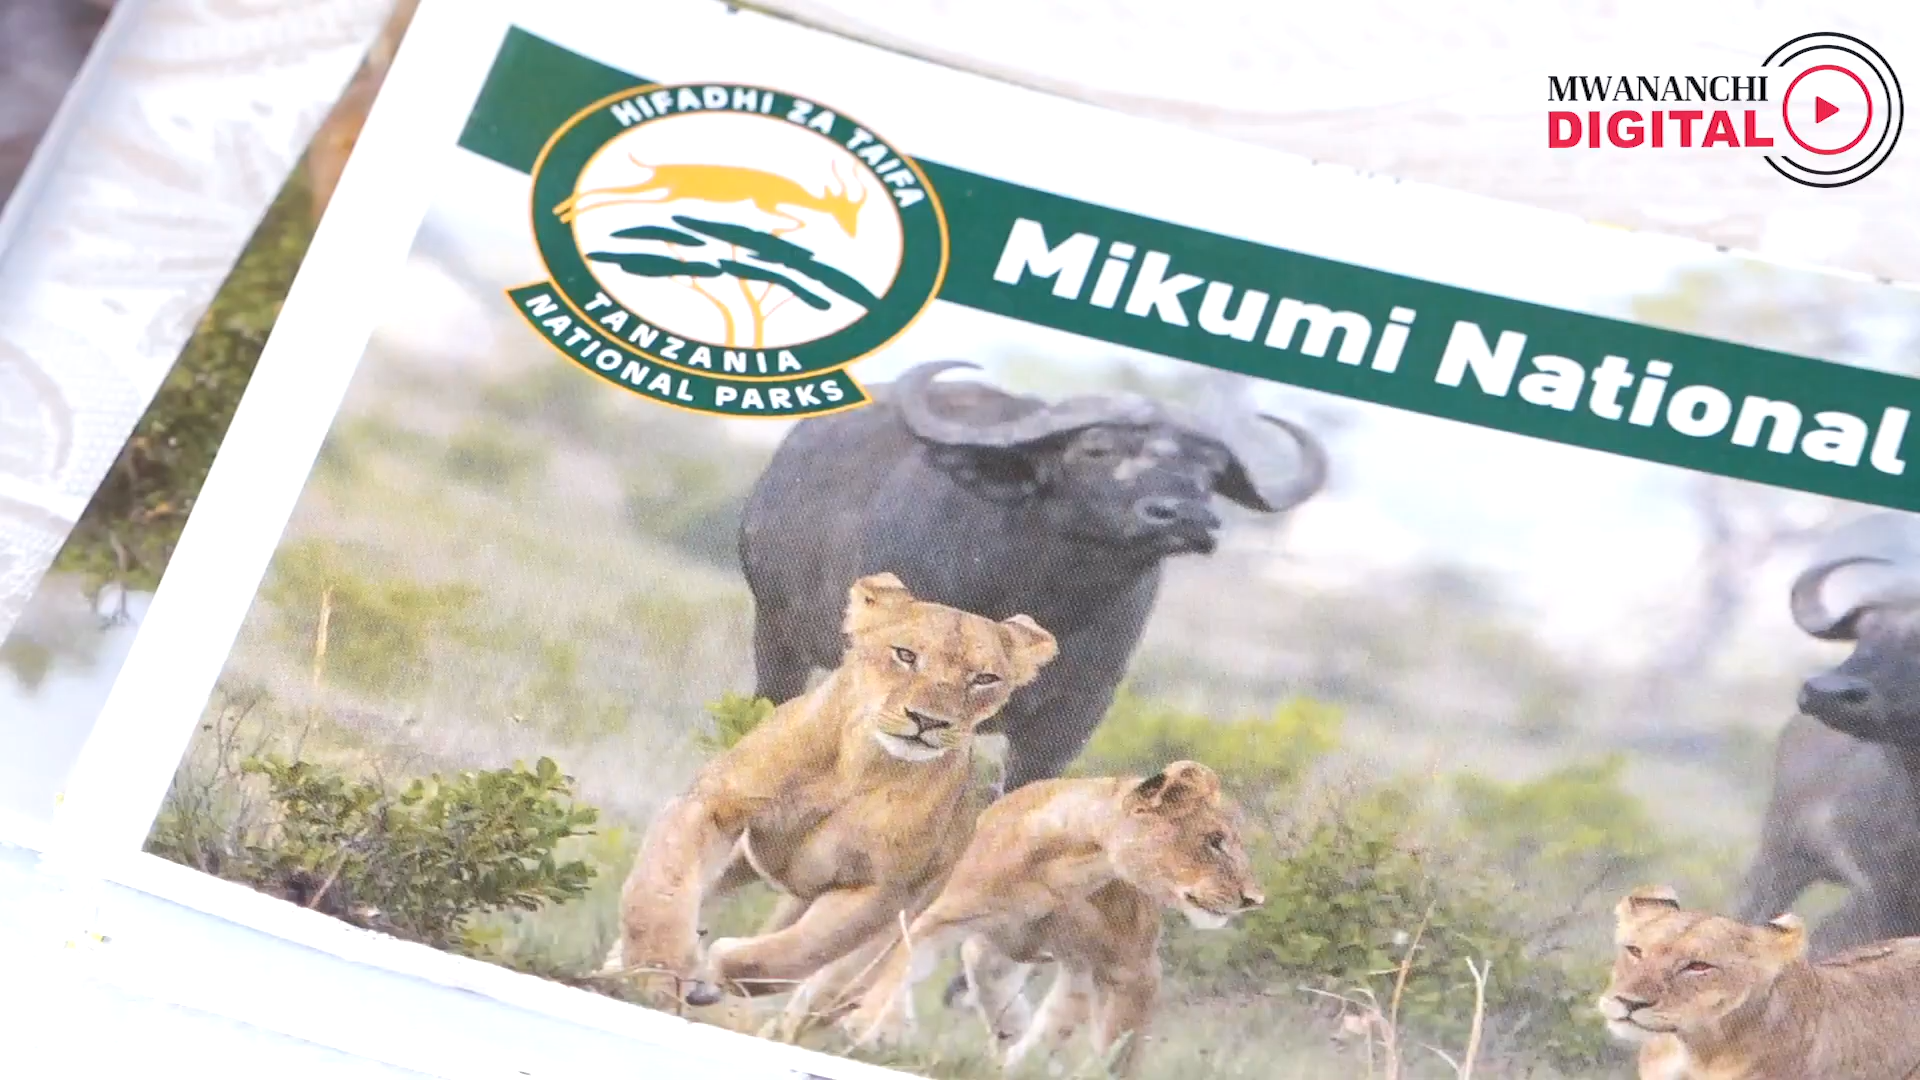 HIFADHI ZA TAIFA
TANZANIA
NATIONAL PARKS
Mikumi National
MWANANCHI
DIGITAL